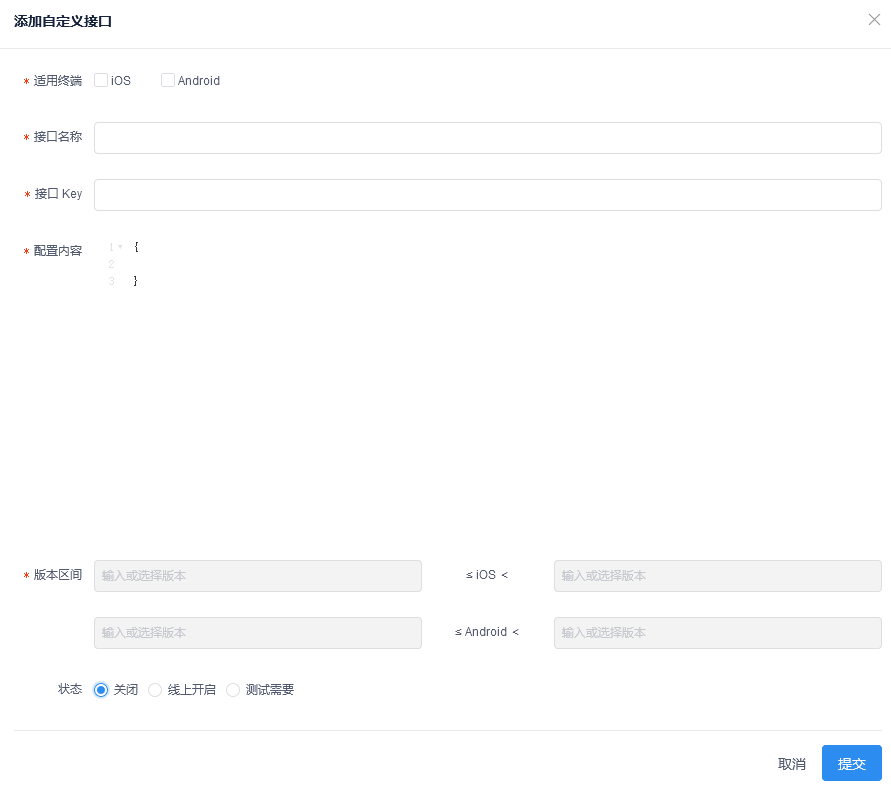 添加自定义接口
* 适用终端 iOS Android
* 接口名称
* 接口 Key
* 配置内容 1 {
2
3 }
* 版本区间 输入或选择版本 ≤ iOS < 输入或选择版本
输入或选择版本 ≤ Android < 输入或选择版本
状态 关闭 线上开启 测试需要
取消 提交